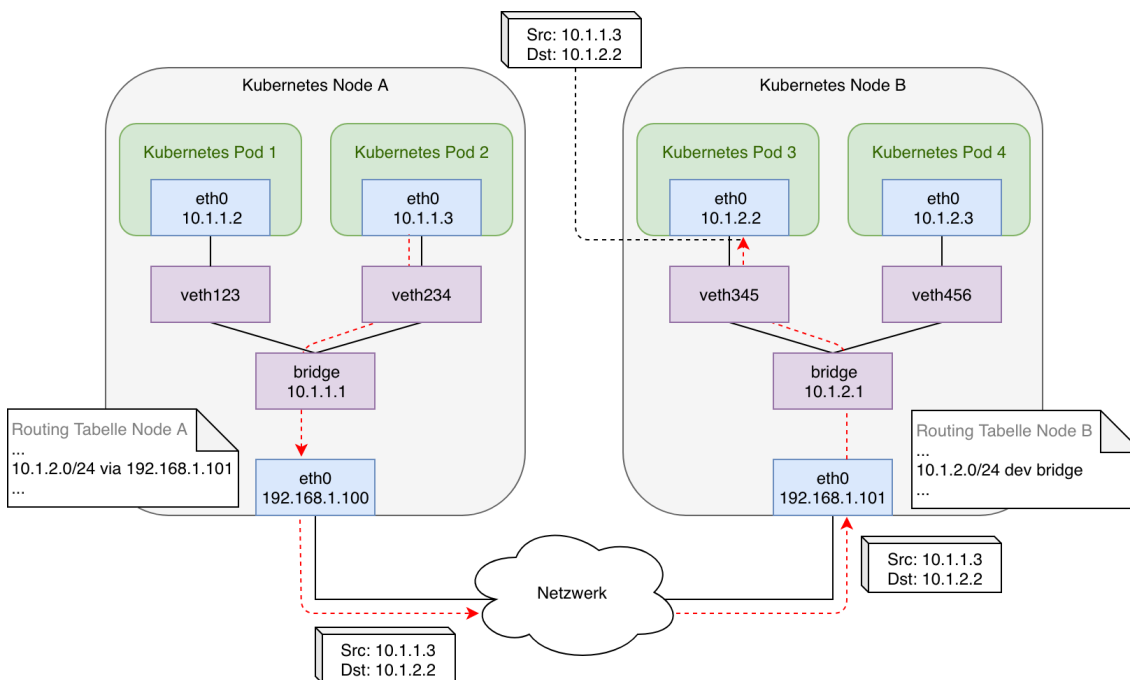 Src: 10.1.1.3
Dst: 10.1.2.2
Kubernetes Node A
Kubernetes Node B
Kubernetes Pod 1
Kubernetes Pod 2
Kubernetes Pod 3
Kubernetes Pod 4
eth0
10.1.1.2
eth0
10.1.1.3
eth0
10.1.2.2
eth0
10.1.2.3
veth123
veth234
veth345
veth456
bridge
10.1.1.1
bridge
10.1.2.1
Routing Tabelle Node A
...
10.1.2.0/24 via 192.168.1.101
...
eth0
192.168.1.100
eth0
192.168.1.101
Routing Tabelle Node B
...
10.1.2.0/24 dev bridge
...
Netzwerk
Src: 10.1.1.3
Dst: 10.1.2.2
Src: 10.1.1.3
Dst: 10.1.2.2